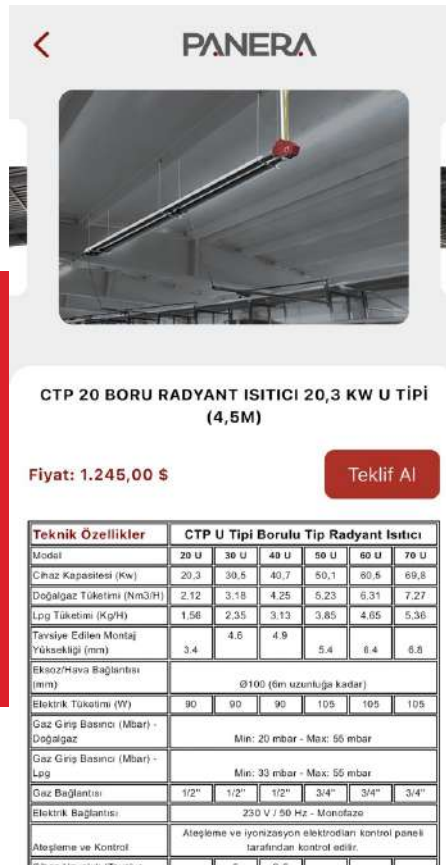 PANERA
CTP 20 BORU RADYANT ISITICI 20,3 KW U TİPİ
(4,5M)
Fiyat: 1.245,00 $
Teklif Al
Teknik Özellikler CTP U Tipi Borulu Tip Radyant Isıtıcı
Model 20 U 30 U 40 U 50 U 60 U 70 U
Cihaz Kapasitesi (Kw) 20,3 30,5 40,7 50,1 60,5 69,8
Doğalgaz Tüketimi (Nm3/H) 2,12 3,18 4,25 5,23 6,31 7,27
Lpg Tüketimi (Kg/H) 1,56 2,35 3,13 3,85 4,65 5,36
Tavsiye Edilen Montaj
Yüksekliği (mm) 3.4 4.6 4.9 5.4 6.4 6.8
Eksoz/Hava Bağlantısı
(mm) Ø100 (6m uzunluğa kadar)
Elektrik Tüketimi (W) 90 90 90 105 105 105
Gaz Giriş Basıncı (Mbar) -
Doğalgaz Min: 20 mbar - Max: 55 mbar
Gaz Giriş Basıncı (Mbar) -
Lpg Min: 33 mbar - Max: 55 mbar
Gaz Bağlantısı 1/2" 1/2" 1/2" 3/4" 3/4" 3/4"
Elektrik Bağlantısı 230 V / 50 Hz - Monofaze
Ateşleme ve Kontrol Ateşleme ve iyonizasyon elektrodları kontrol paneli
tarafından kontrol edilir.